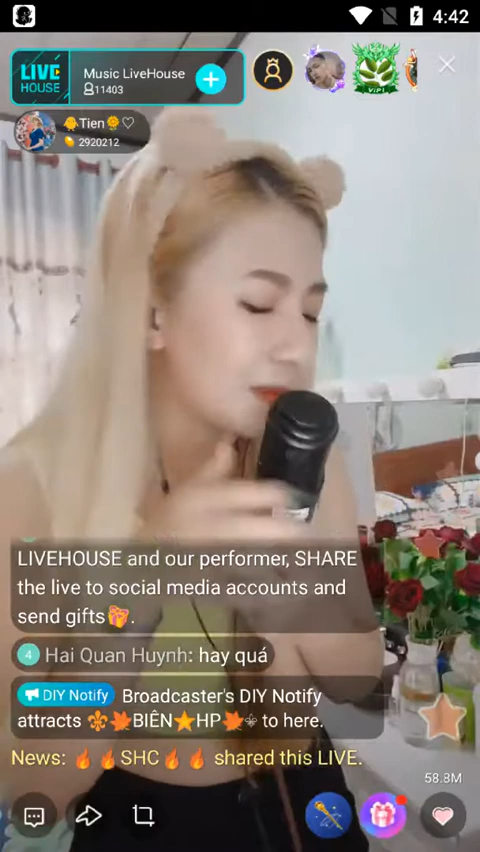 4:42
LIVE
HOUSE
Music LiveHouse
11403
🐥Tien🌻♡
2920212
VIP1
LIVEHOUSE and our performer, SHARE
the live to social media accounts and
send gifts🎁.
4 Hai Quan Huynh: hay quá
DIY Notify Broadcaster's DIY Notify
attracts ⚜🍁BIÊN⭐HP🍁⚜ to here.
News: 🔥🔥SHC🔥🔥 shared this LIVE.
58.8M